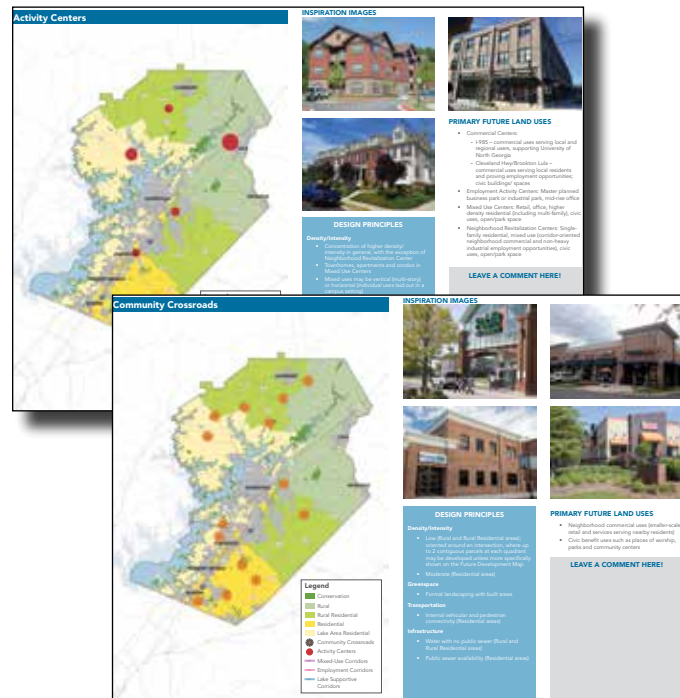 Activity Centers
INSPIRATION IMAGES
PRIMARY FUTURE LAND USES
• Commercial Centers:
- I-985 – commercial uses serving local and
regional users, supporting University of
North Georgia
- Cleveland Hwy/Brookton Lula –
commercial uses serving local residents
and proving employment opportunities;
civic buildings/ spaces
• Employment Activity Centers: Master planned
business park or industrial park, mid-rise office
• Mixed Use Centers: Retail, office, higher
density residential (including multi-family), civic
uses, open/park space
• Neighborhood Revitalization Centers: Single-
family residential, mixed use (corridor-oriented
neighborhood commercial and non-heavy
industrial employment opportunities), civic
uses, open/park space
DESIGN PRINCIPLES
Density/Intensity
• Concentration of higher density/
intensity in general, with the exception of
Neighborhood Revitalization Center
• Townhomes, apartments and condos in
Mixed Use Centers
• Mixed uses may be vertical (multi-story)
or horizontal (individual uses laid out in a
campus setting)
LEAVE A COMMENT HERE!
Community Crossroads
INSPIRATION IMAGES
Legend
Conservation
Rural
Rural Residential
Residential
Lake Area Residential
Community Crossroads
Activity Centers
Mixed-Use Corridors
Employment Corridors
Lake Supportive
Corridors
DESIGN PRINCIPLES
Density/Intensity
• Low (Rural and Rural Residential areas);
oriented around an intersection, where up
to 2 contiguous parcels at each quadrant
may be developed unless more specifically
shown on the Future Development Map
• Moderate (Residential areas)
Greenspace
• Formal landscaping with built areas
Transportation
• Internal vehicular and pedestrian
connectivity (Residential areas)
Infrastructure
• Water with no public sewer (Rural and
Rural Residential areas)
• Public sewer availability (Residential areas)
PRIMARY FUTURE LAND USES
• Neighborhood commercial uses (smaller-scale
retail and services serving nearby residents)
• Civic benefit uses such as places of worship,
parks and community centers
LEAVE A COMMENT HERE!